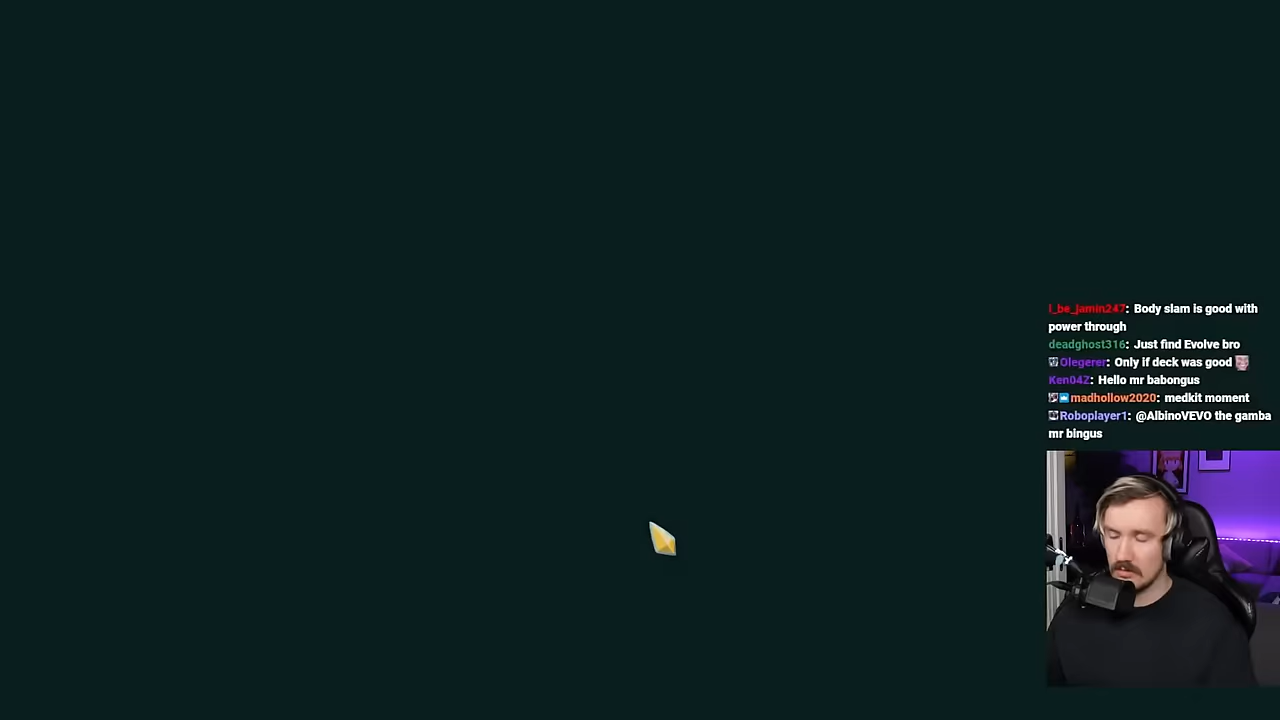 I_be_jamin247: Body slam is good with
power through
deadghost316: Just find Evolve bro
Olegerer: Only if deck was good
Ken04Z: Hello mr babongus
madhollow2020: medkit moment
Roboplayer1: @AlbinoVEVO the gamba
mr bingus